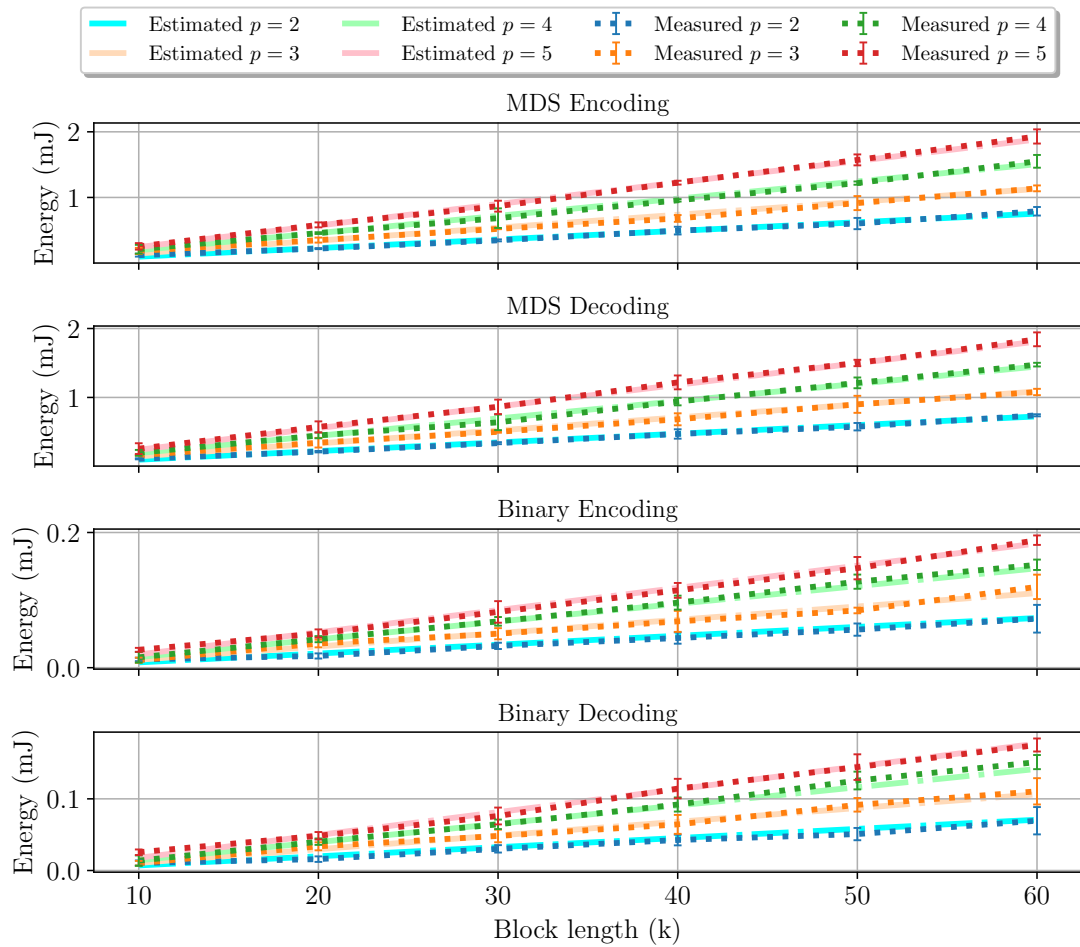 Estimated p = 2 Estimated p = 4 Measured p = 2 Measured p = 4
Estimated p = 3 Estimated p = 5 Measured p = 3 Measured p = 5
MDS Encoding
2
1
Energy (mJ)
MDS Decoding
2
1
Energy (mJ)
Binary Encoding
0.2
0.0
Energy (mJ)
Binary Decoding
0.1
0.0
Energy (mJ)
10 20 30 40 50 60
Block length (k)